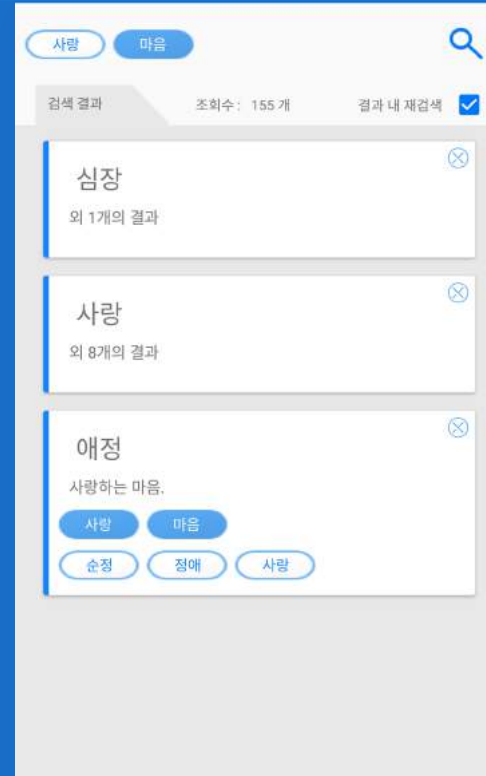 사랑 마음
검색 결과 조회수 : 155 개 결과 내 재검색
심장
외 1개의 결과
사랑
외 8개의 결과
애정
사랑하는 마음.
사랑 마음
순정 정애 사랑